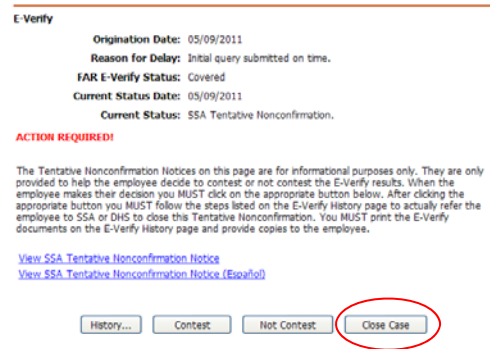 E-Verify
Origination Date: 05/09/2011
Reason for Delay: Initial query submitted on time.
FAR E-Verify Status: Covered
Current Status Date: 05/09/2011
Current Status: SSA Tentative Nonconfirmation.
ACTION REQUIRED!
The Tentative Nonconfirmation Notices on this page are for informational purposes only. They are only
provided to help the employee decide to contest or not contest the E-Verify results. When the
employee makes their decision you MUST click on the appropriate button below. After clicking the
appropriate button you MUST follow the steps listed on the E-Verify History page to actually refer the
employee to SSA or DHS to close this Tentative Nonconfirmation. You MUST print the E-Verify
documents on the E-Verify History page and provide copies to the employee.
View SSA Tentative Nonconfirmation Notice
View SSA Tentative Nonconfirmation Notice (Español)
History... Contest Not Contest Close Case